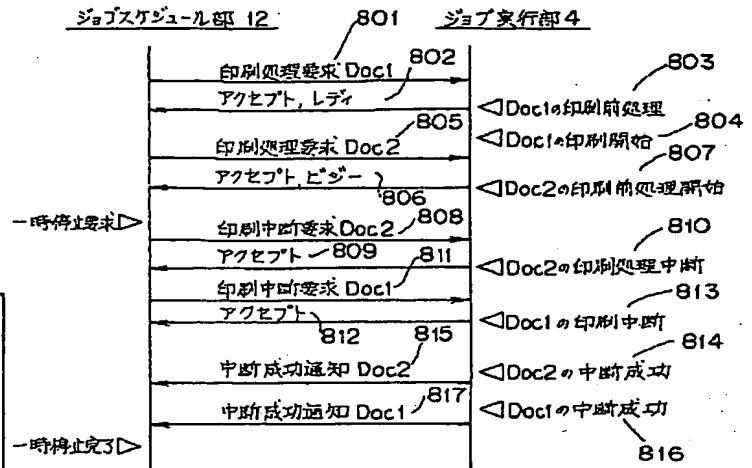 ジョブスケジュール部 12
ジョブ実行部 4
801
印刷処理要求 Doc1
802
アクセプト, レディ
803
Doc1の印刷前処理
804
Doc1の印刷開始
805
印刷処理要求 Doc2
807
アクセプト, ビジー
806
Doc2の印刷前処理開始
一時停止要求
808
印刷中断要求 Doc2
810
アクセプト 809
Doc2の印刷処理中断
811
印刷中断要求 Doc1
813
アクセプト
812
Doc1の印刷中断
815
814
中断成功通知 Doc2
Doc2の中断成功
817
中断成功通知 Doc1
Doc1の中断成功
816
一時停止完了